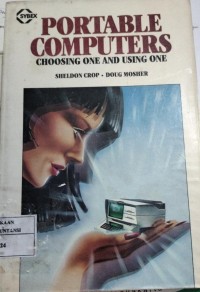 SYBEX
PORTABLE
COMPUTERS
CHOOSING ONE AND USING ONE
SHELDON CROP • DOUG MOSHER